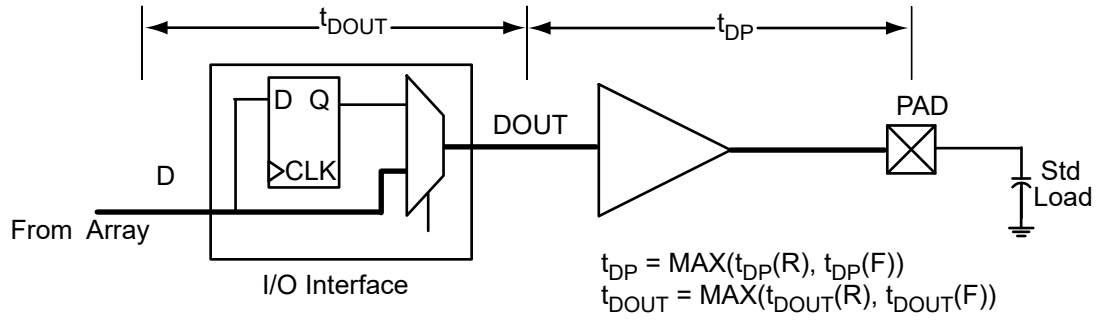 tDOUT
tDP
D Q
CLK
DOUT
PAD
D
Std
Load
From Array
I/O Interface
tDP = MAX(tDP(R), tDP(F))
tDOUT = MAX(tDOUT(R), tDOUT(F))